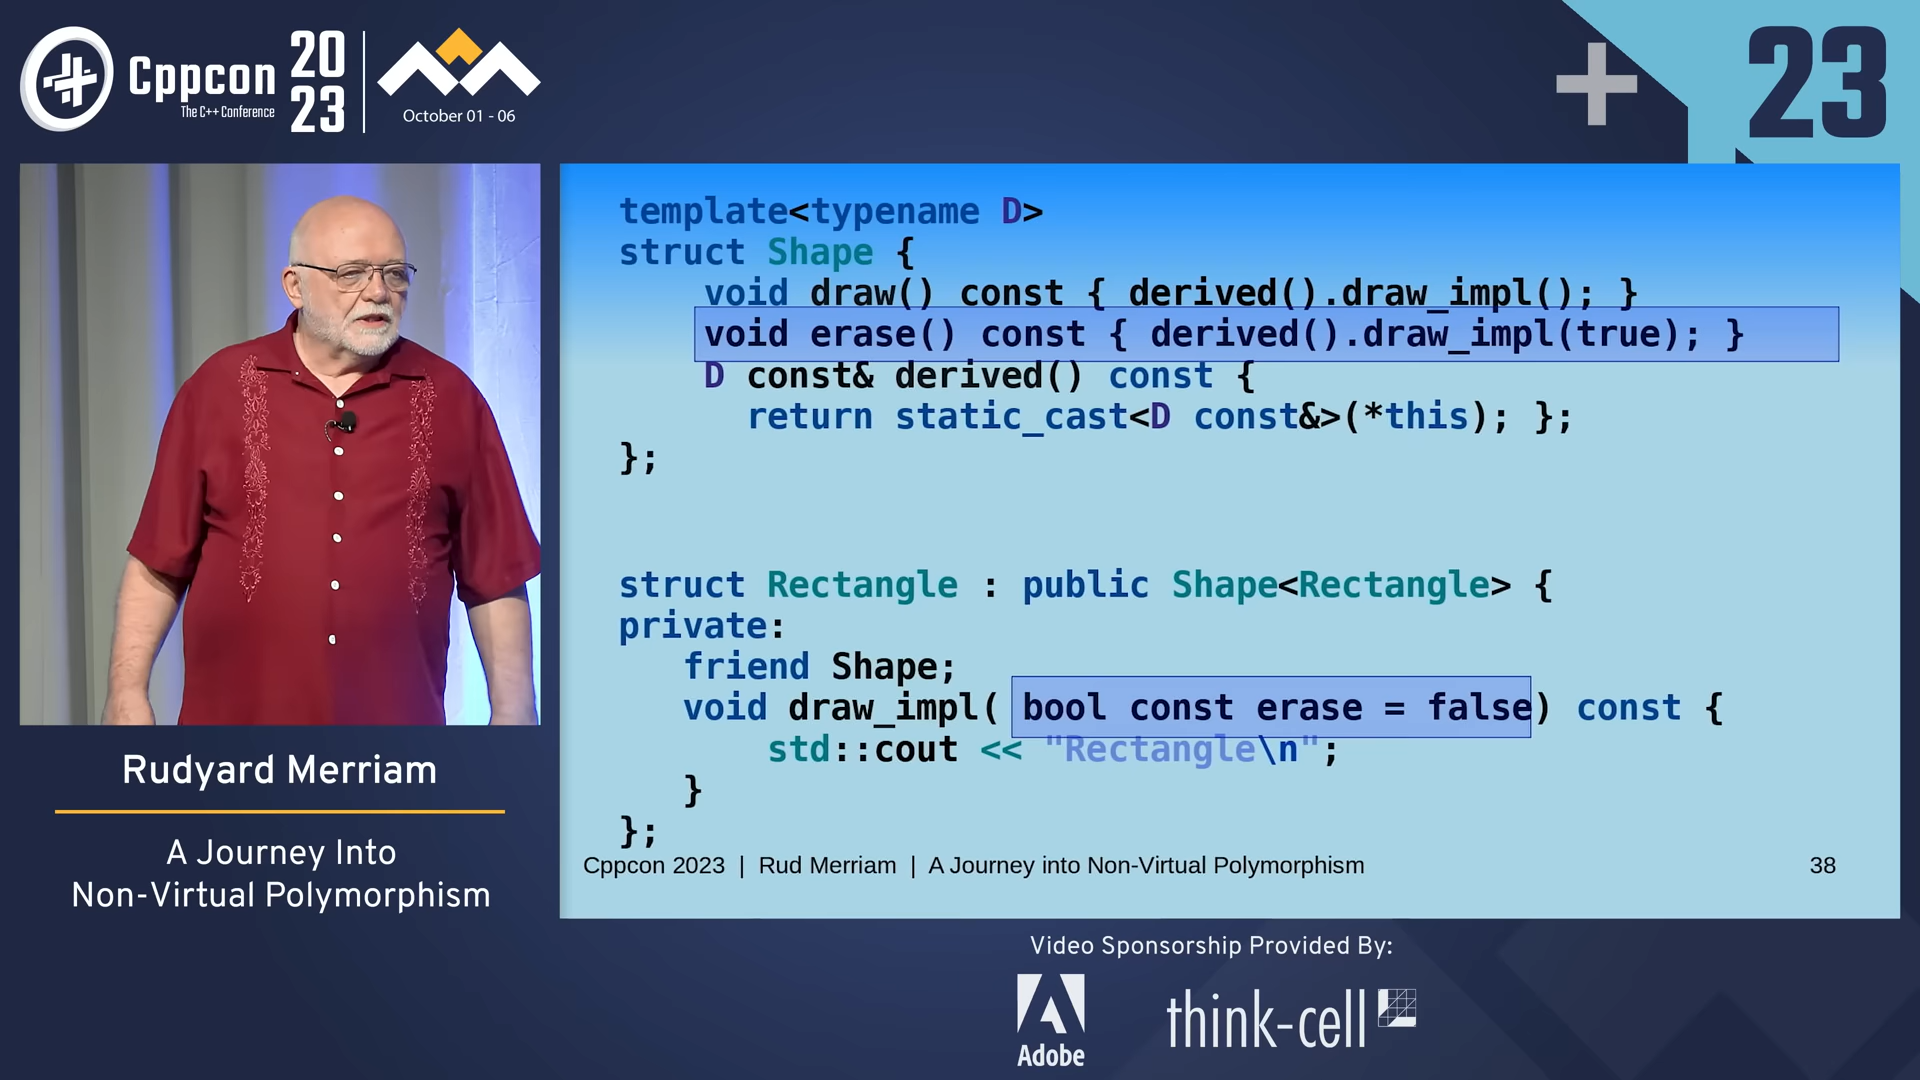 Cppcon
The C++ Conference
20
23
October 01 - 06
+ 23
template<typename D>
struct Shape {
    void draw() const { derived().draw_impl(); }
    void erase() const { derived().draw_impl(true); }
    D const& derived() const {
      return static_cast<D const&>(*this); };
};
struct Rectangle : public Shape<Rectangle> {
private:
   friend Shape;
   void draw_impl( bool const erase = false) const {
       std::cout << "Rectangle\n";
   }
};
Cppcon 2023 | Rud Merriam | A Journey into Non-Virtual Polymorphism 38
Rudyard Merriam
A Journey Into
Non-Virtual Polymorphism
Video Sponsorship Provided By:
Adobe
think-cell